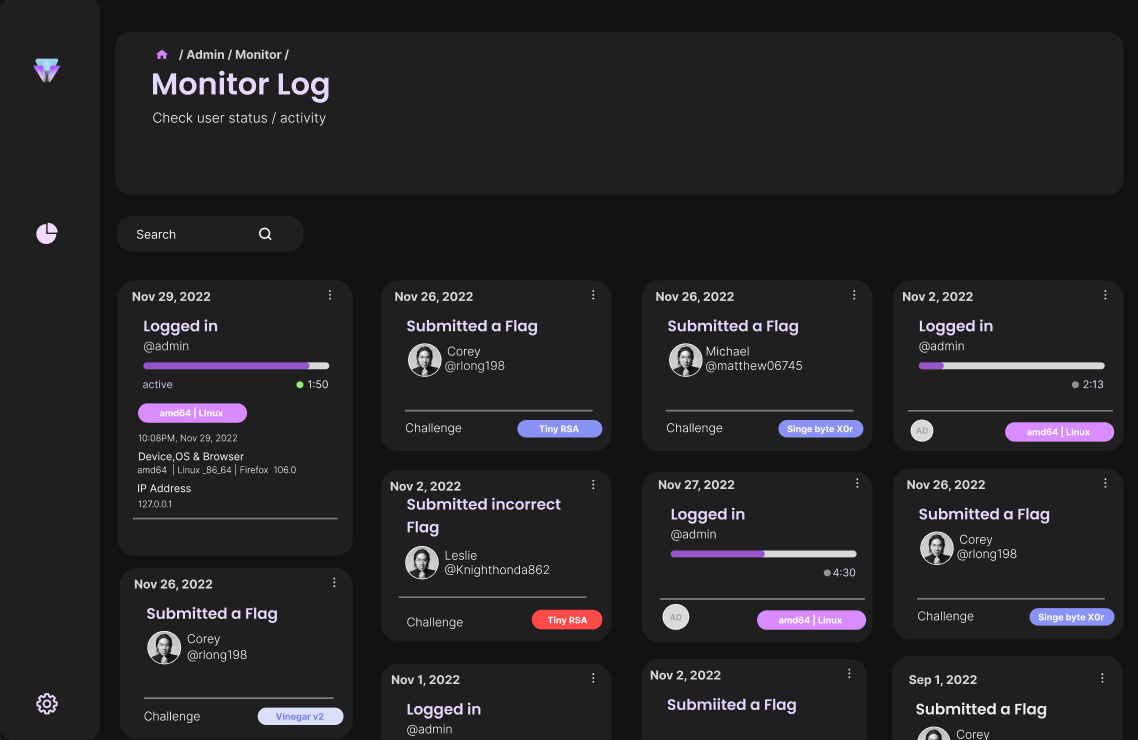 / Admin / Monitor /
Monitor Log
Check user status / activity
Search
Nov 29, 2022
Logged in
@admin
active
1:50
amd64 | Linux
10:08PM, Nov 29, 2022
Device,OS & Browser
amd64 | Linux _86_64 | Firefox 106.0
IP Address
127.0.0.1
Nov 26, 2022
Submitted a Flag
Corey
@rlong198
Challenge
Vinegar v2
Nov 26, 2022
Submitted a Flag
Corey
@rlong198
Challenge
Tiny RSA
Nov 2, 2022
Submitted incorrect
Flag
Leslie
@Knighthonda862
Challenge
Tiny RSA
Nov 1, 2022
Logged in
@admin
Nov 26, 2022
Submitted a Flag
Michael
@matthew06745
Challenge
Singe byte X0r
Nov 27, 2022
Logged in
@admin
4:30
AD
amd64 | Linux
Nov 2, 2022
Submiited a Flag
Nov 2, 2022
Logged in
@admin
2:13
AD
amd64 | Linux
Nov 26, 2022
Submitted a Flag
Corey
@rlong198
Challenge
Singe byte X0r
Sep 1, 2022
Submitted a Flag
Corey